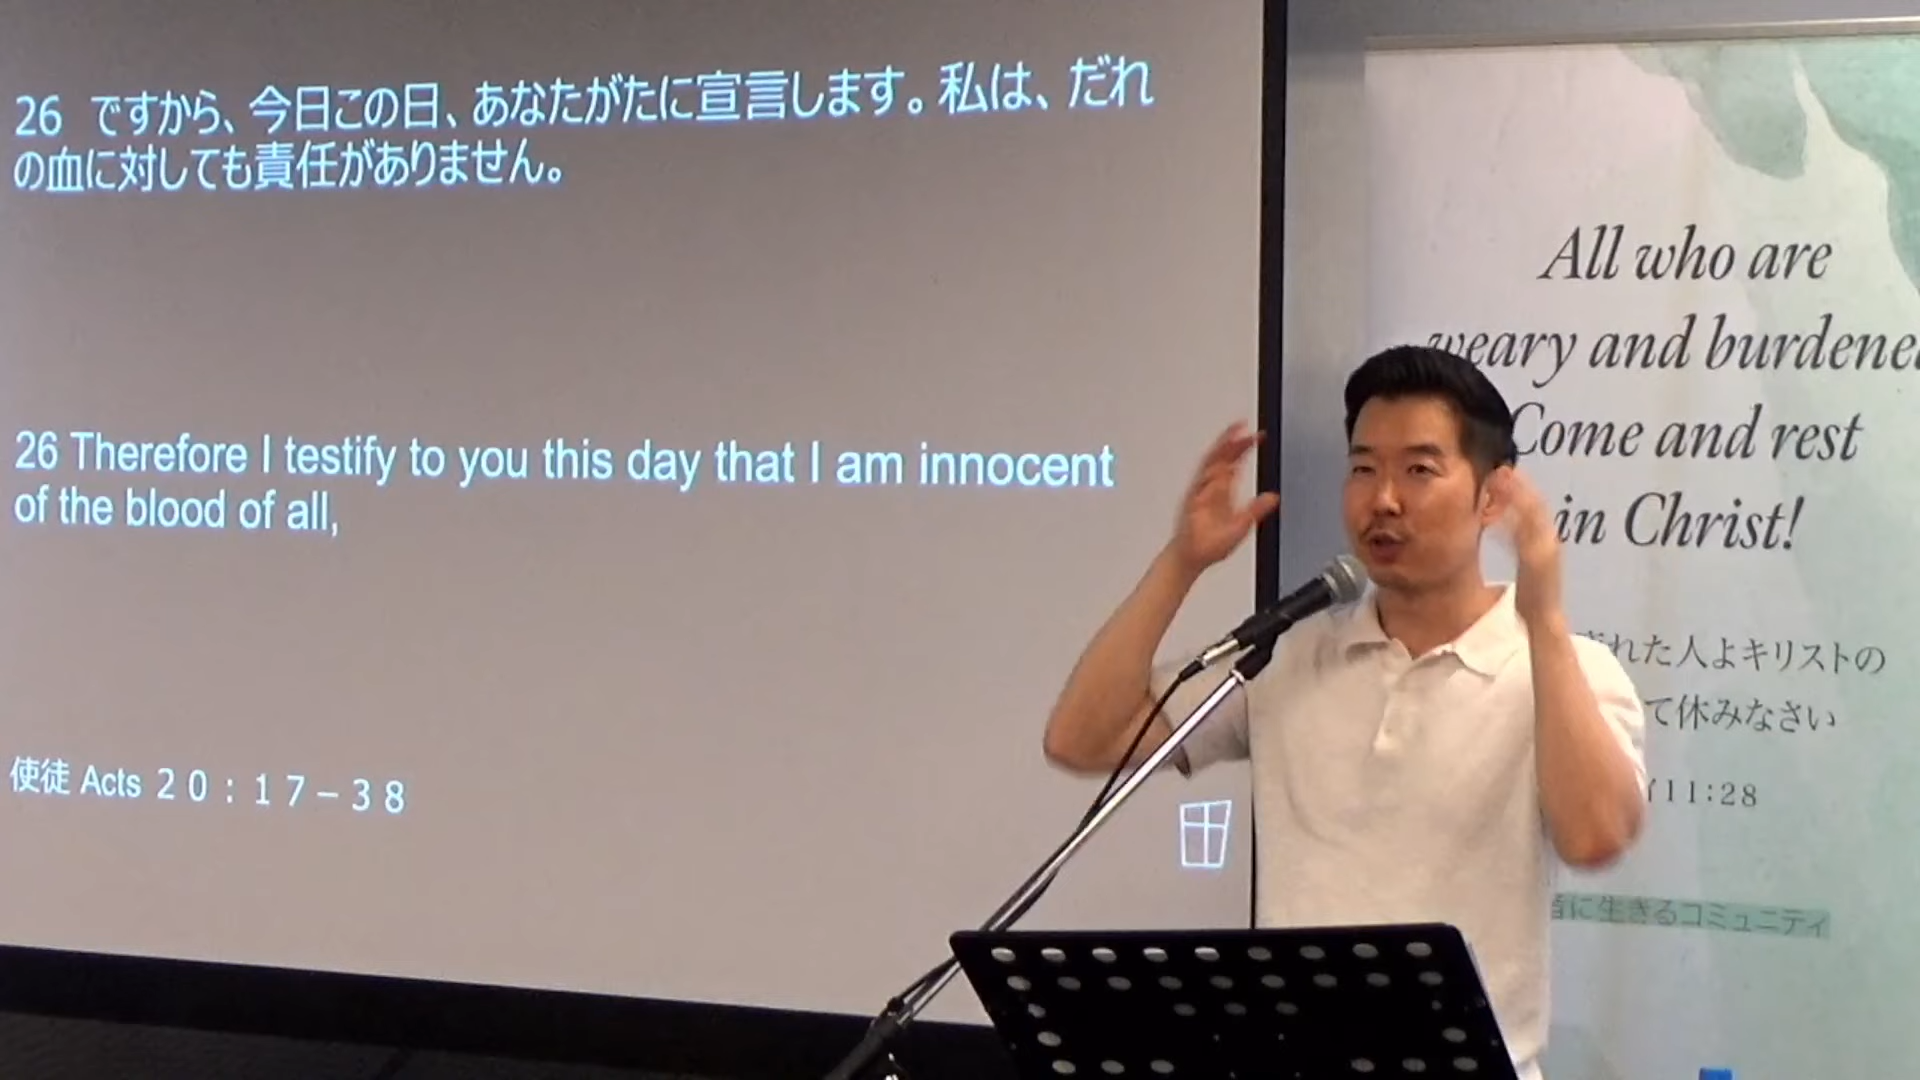 26 ですから、今日この日、あなたがたに宣言します。私は、だれ
の血に対しても責任がありません。
26 Therefore I testify to you this day that I am innocent
of the blood of all,
使徒 Acts 20:17–38
All who are
weary and burdened
Come and rest
in Christ!
れた人よキリストの
て休みなさい
11:28
に生きるコミュニティ